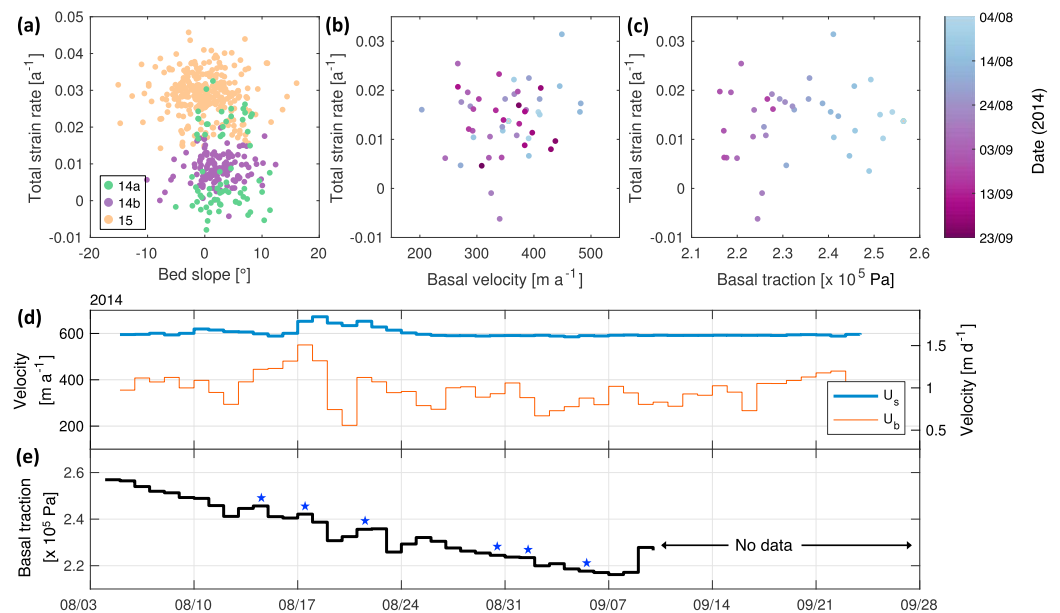 (a)
(b)
(c)
0.05
0.04
0.03
0.02
0.01
0
-0.01
Total strain rate [a⁻¹]
14a
14b
15
-20
-10
0
10
20
Bed slope [°]
0.03
0.02
0.01
0
-0.01
Total strain rate [a⁻¹]
200
300
400
500
Basal velocity [m a⁻¹]
0.03
0.02
0.01
0
-0.01
Total strain rate [a⁻¹]
2.1
2.2
2.3
2.4
2.5
2.6
Basal traction [x 10⁵ Pa]
04/08
14/08
24/08
03/09
13/09
23/09
Date (2014)
2014
(d)
600
400
200
Velocity
[m a⁻¹]
1.5
1
0.5
Velocity [m d⁻¹]
Uₛ
U_b
(e)
2.6
2.4
2.2
Basal traction
[x 10⁵ Pa]
No data
08/03
08/10
08/17
08/24
08/31
09/07
09/14
09/21
09/28